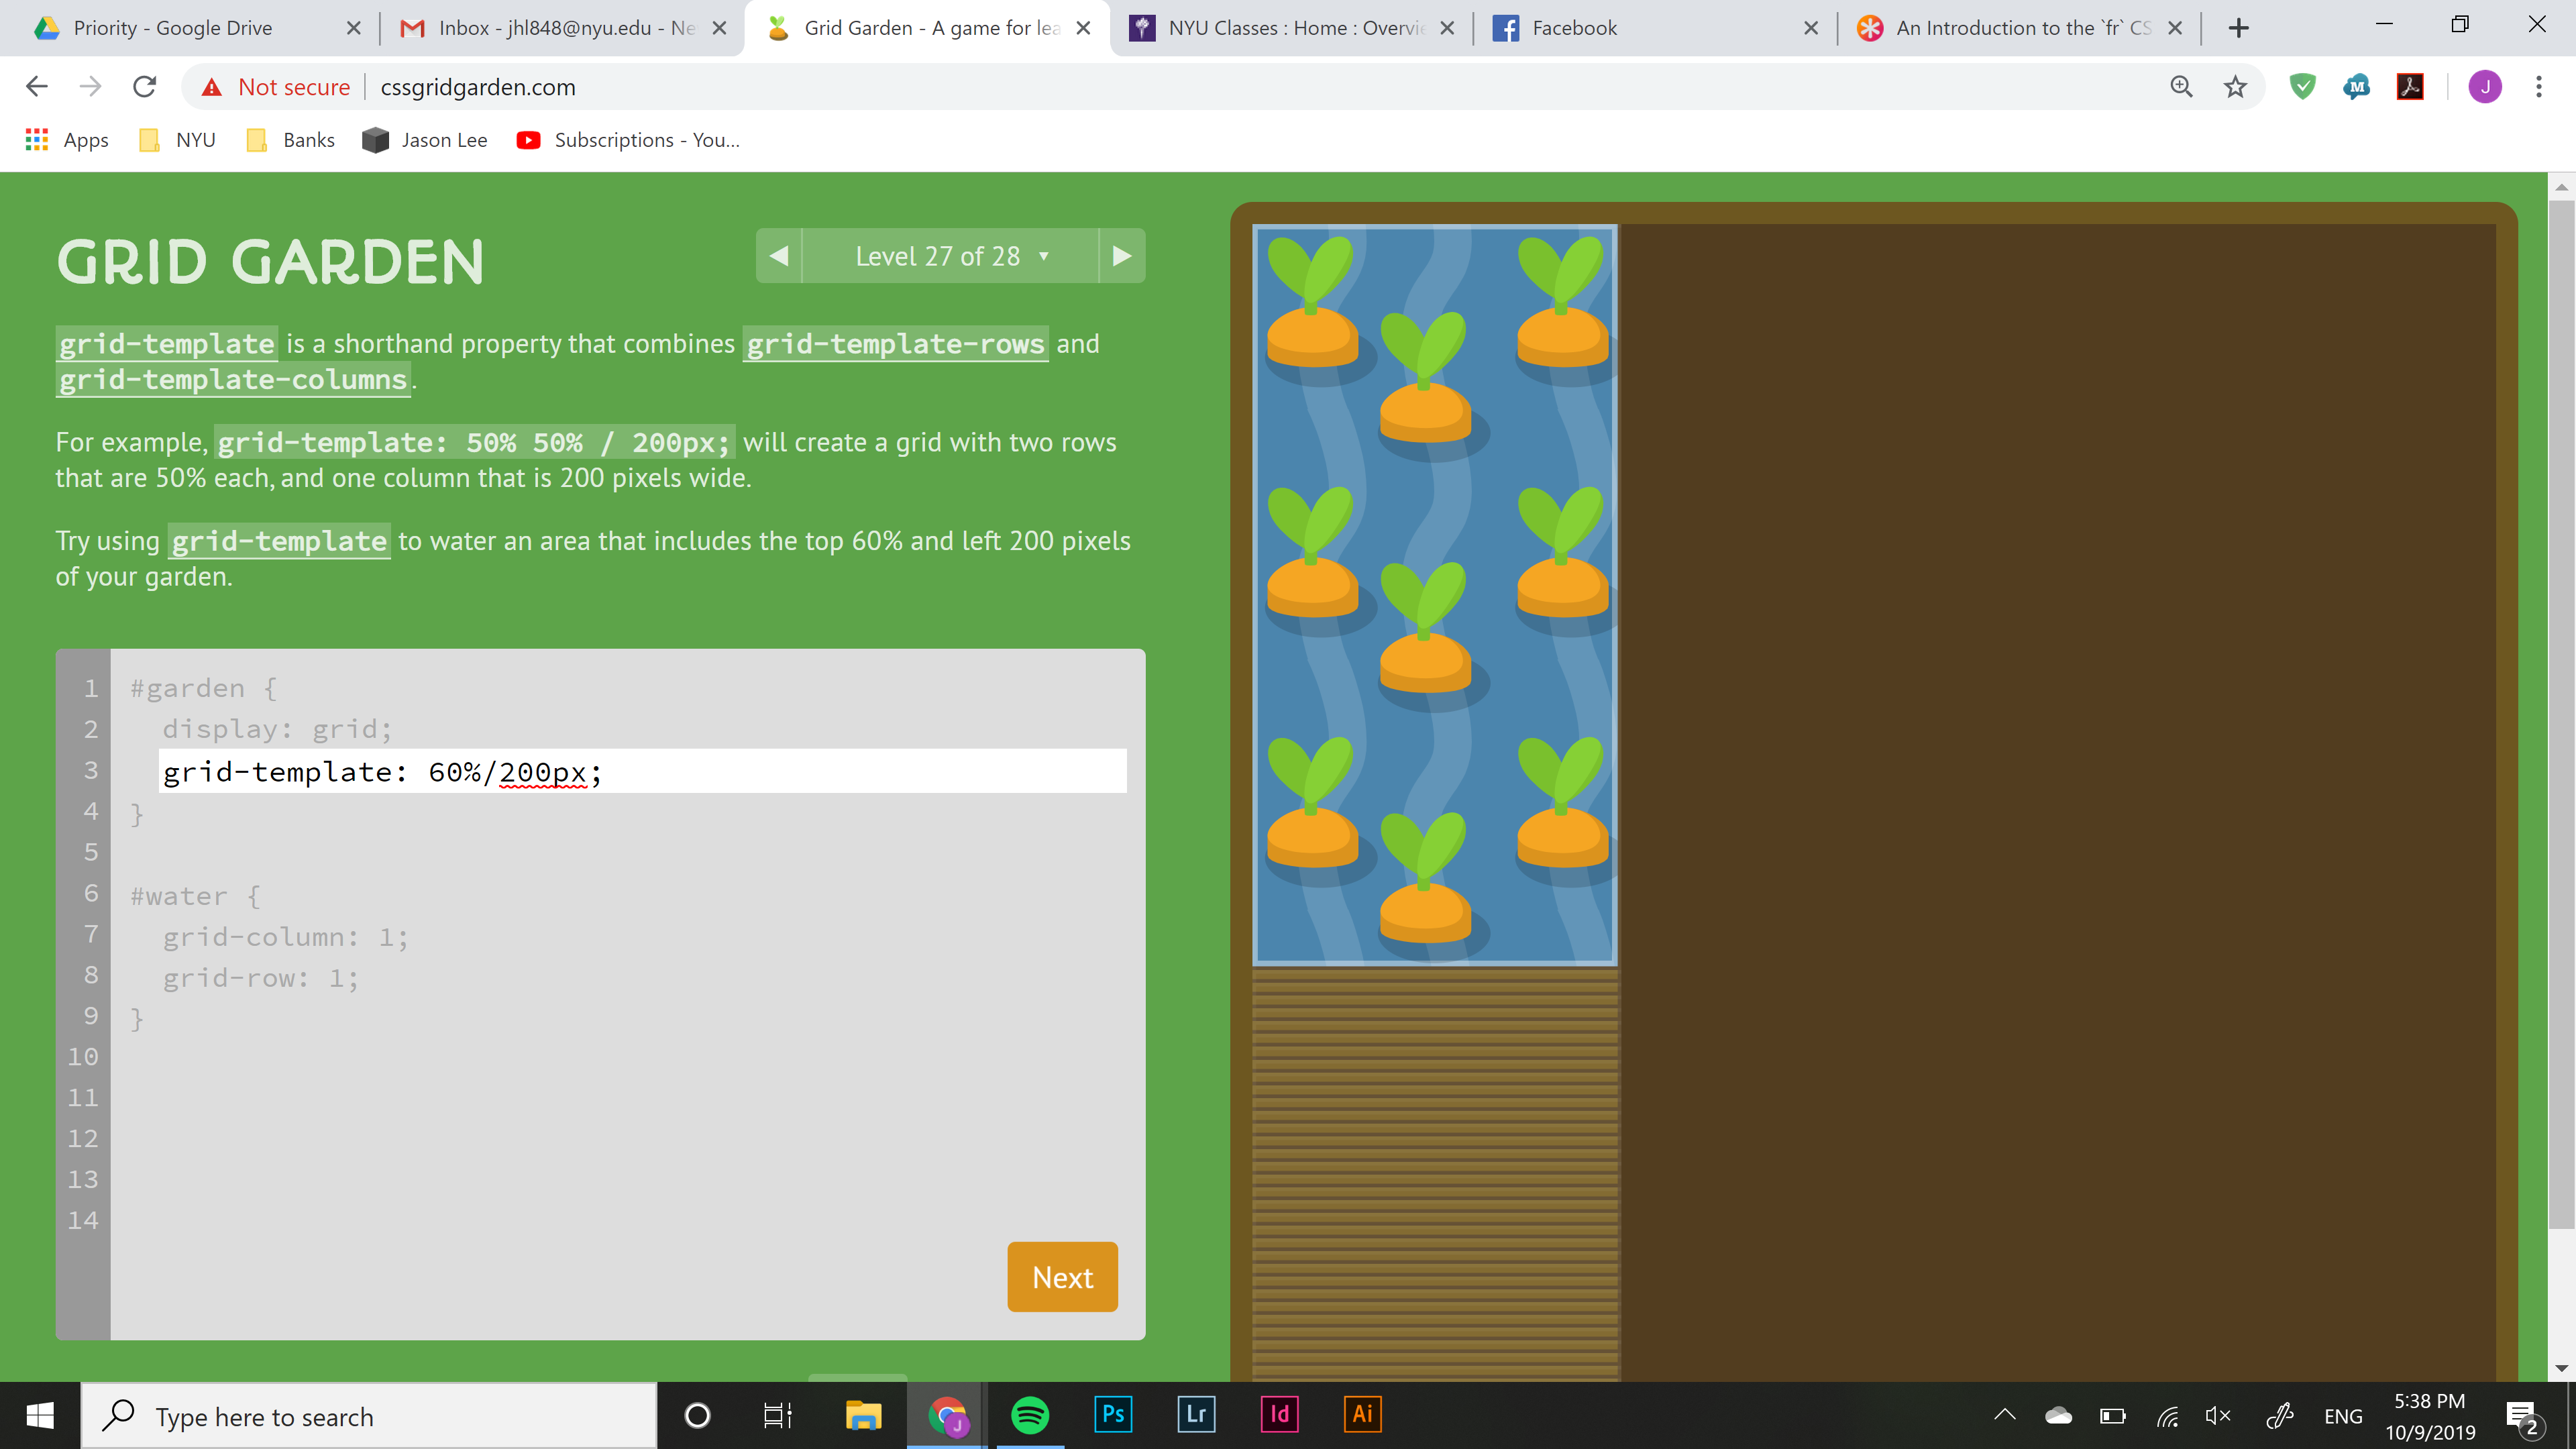 Priority - Google Drive
Inbox - jhl848@nyu.edu - Ne
Grid Garden - A game for lea
NYU Classes : Home : Overvie
Facebook
An Introduction to the `fr` CS
Not secure
cssgridgarden.com
M
J
Apps
NYU
Banks
Jason Lee
Subscriptions - You...
GRID GARDEN
◀ Level 27 of 28 ▼ ▶
grid-template is a shorthand property that combines grid-template-rows and
grid-template-columns.
For example, grid-template: 50% 50% / 200px; will create a grid with two rows
that are 50% each, and one column that is 200 pixels wide.
Try using grid-template to water an area that includes the top 60% and left 200 pixels
of your garden.
1 #garden {
2 display: grid;
3 grid-template: 60%/200px;
4 }
5
6 #water {
7 grid-column: 1;
8 grid-row: 1;
9 }
10
11
12
13
14
Next
Type here to search
J
Ps
Lr
Id
Ai
ENG
5:38 PM
10/9/2019
2